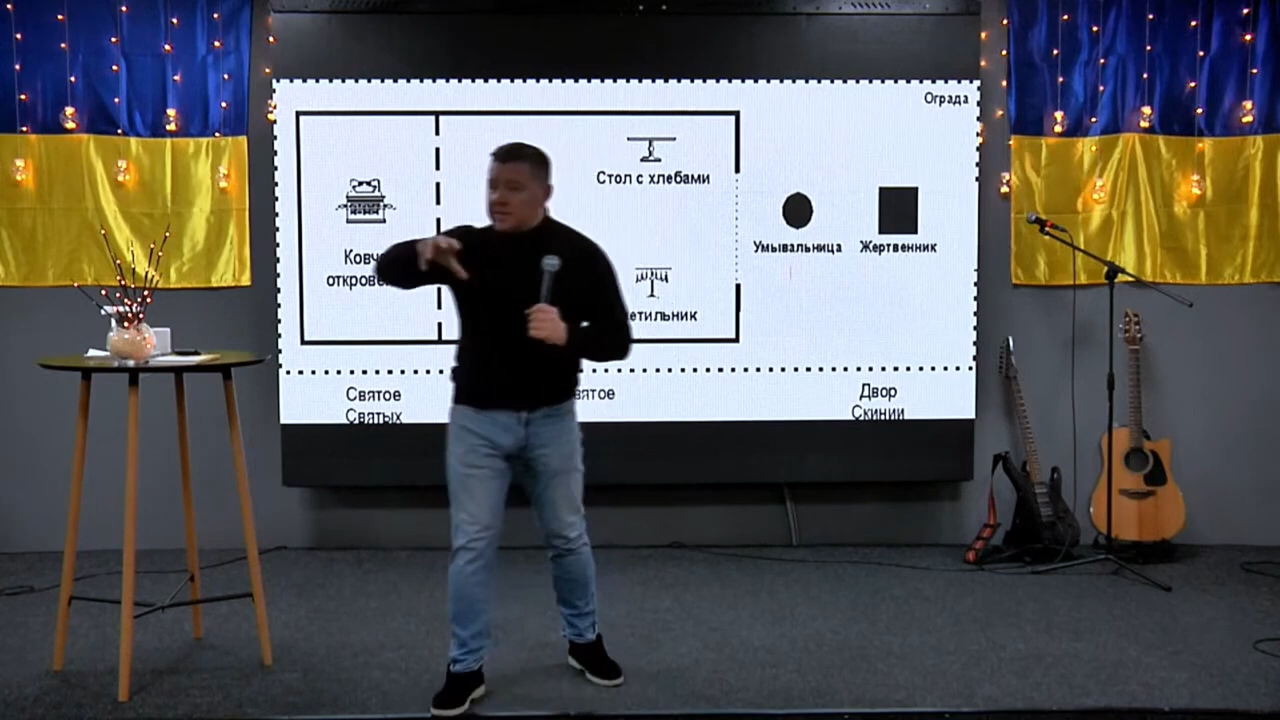 Ограда
Стол с хлебами
Умывальница
Жертвенник
Святое
Святых
Двор
Скинии